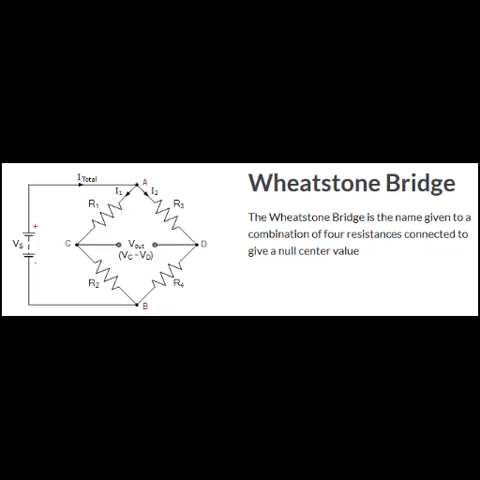 I Total
A
I1
I2
R1
R3
+
VS
C
Vout
D
(VC - VD)
-
R2
R4
B
Wheatstone Bridge
The Wheatstone Bridge is the name given to a
combination of four resistances connected to
give a null center value